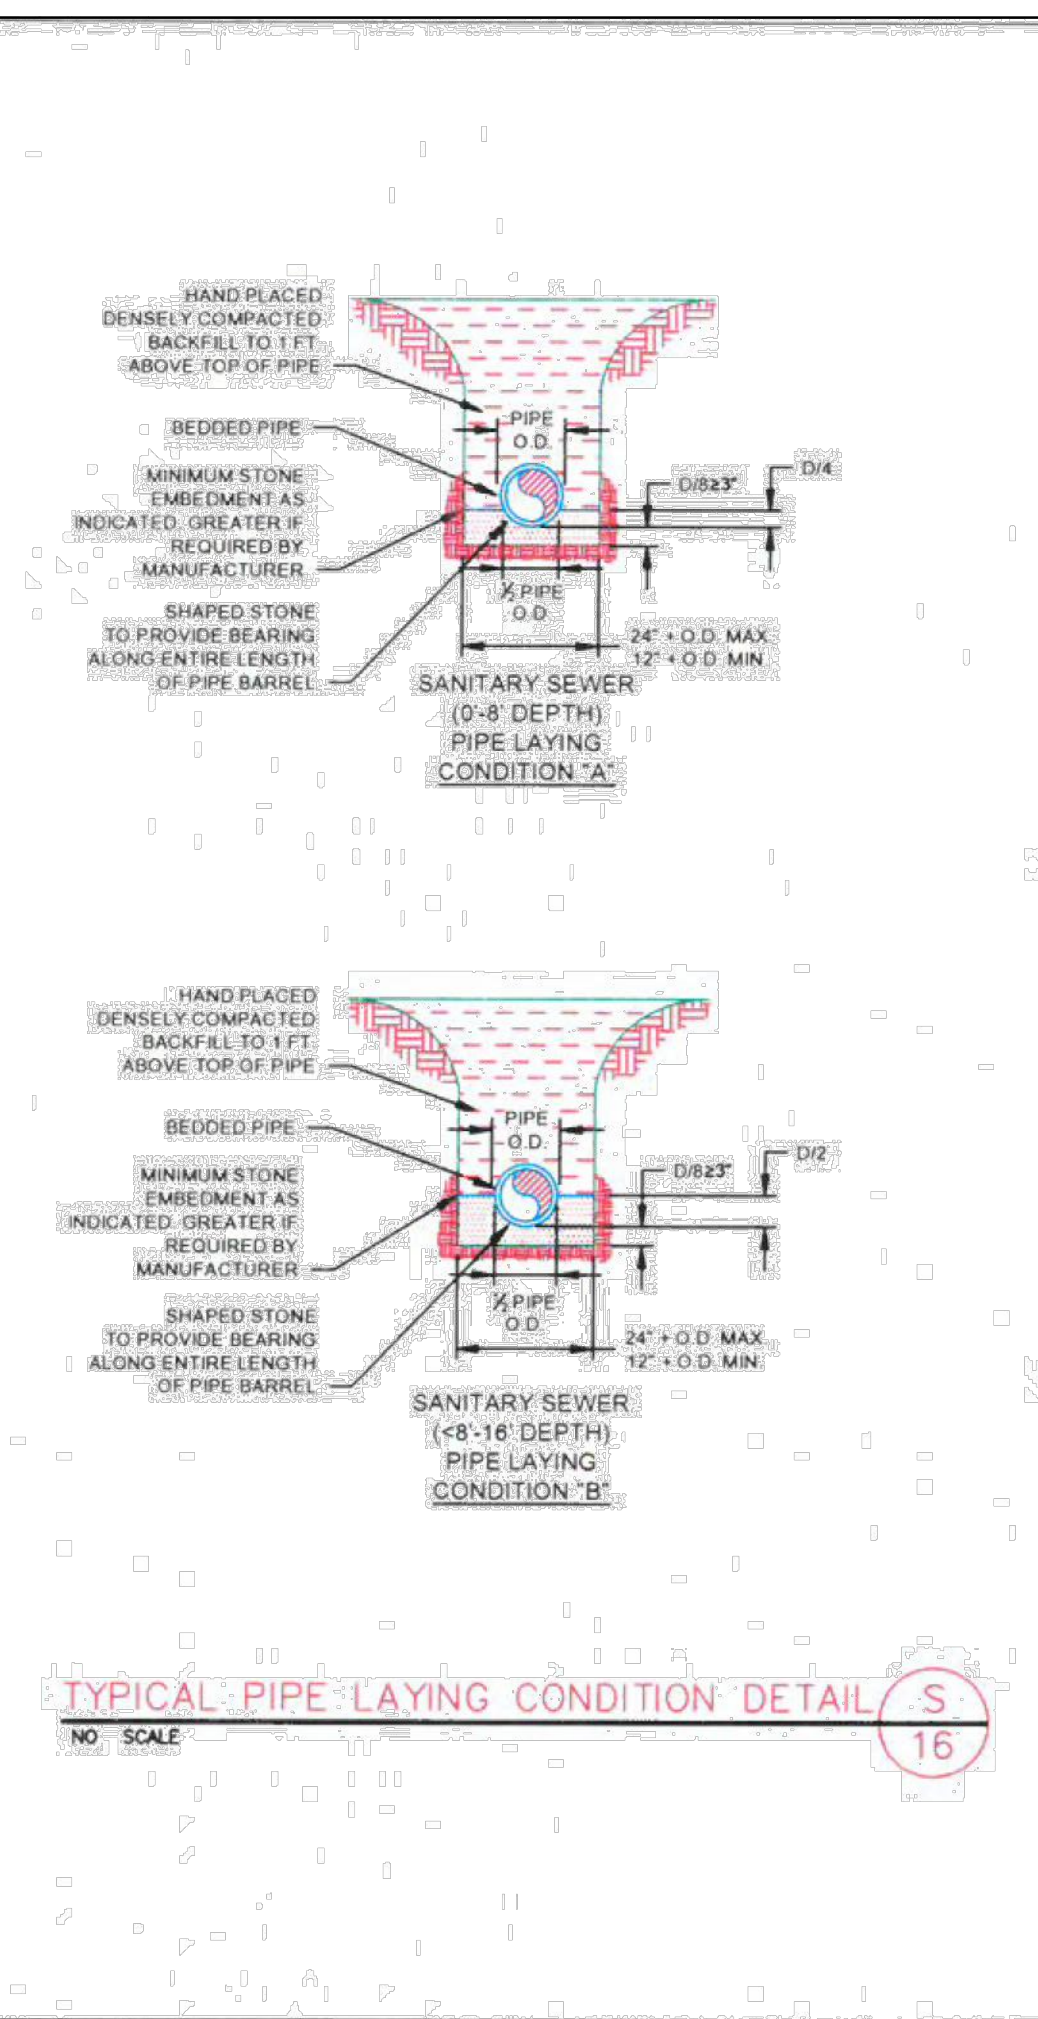 HAND PLACED
DENSELY COMPACTED
BACKFILL TO 1 FT.
ABOVE TOP OF PIPE
BEDDED PIPE
MINIMUM STONE
EMBEDMENT AS
INDICATED. GREATER IF
REQUIRED BY
MANUFACTURER
SHAPED STONE
TO PROVIDE BEARING
ALONG ENTIRE LENGTH
OF PIPE BARREL
PIPE
O.D.
D/8≥3"
D/4
½ PIPE
O.D.
24" + O.D. MAX
12" + O.D. MIN
SANITARY SEWER
(0'-8' DEPTH)
PIPE LAYING
CONDITION "A"
HAND PLACED
DENSELY COMPACTED
BACKFILL TO 1 FT.
ABOVE TOP OF PIPE
BEDDED PIPE
MINIMUM STONE
EMBEDMENT AS
INDICATED. GREATER IF
REQUIRED BY
MANUFACTURER
SHAPED STONE
TO PROVIDE BEARING
ALONG ENTIRE LENGTH
OF PIPE BARREL
PIPE
O.D.
D/8≥3"
D/2
½ PIPE
O.D.
24" + O.D. MAX
12" + O.D. MIN
SANITARY SEWER
(<8'-16' DEPTH)
PIPE LAYING
CONDITION "B"
TYPICAL PIPE LAYING CONDITION DETAIL
S
16
NO SCALE